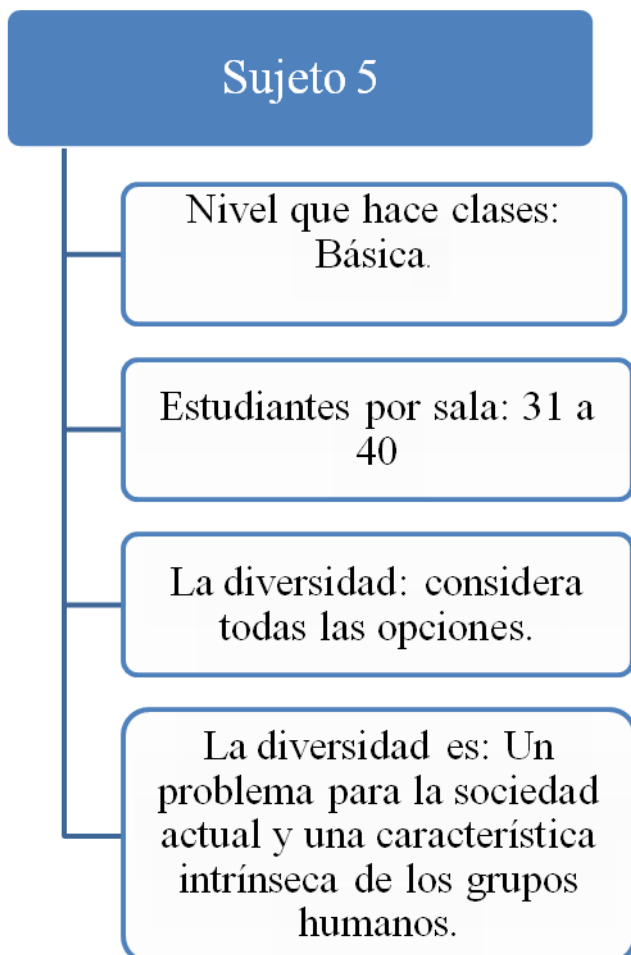 Sujeto 5
Nivel que hace clases:
Básica.
Estudiantes por sala: 31 a
40
La diversidad: considera
todas las opciones.
La diversidad es: Un
problema para la sociedad
actual y una característica
intrínseca de los grupos
humanos.